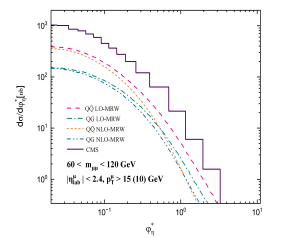 10³
10²
10¹
10⁰
dσ/dφ*η[nb]
QQ̄ LO-MRW
QG LO-MRW
QQ̄ NLO-MRW
QG NLO-MRW
CMS
60 < mμμ < 120 GeV
|ημlab| < 2.4, pμT > 15 (10) GeV
10⁻¹ 10⁰ 10¹
φ*η